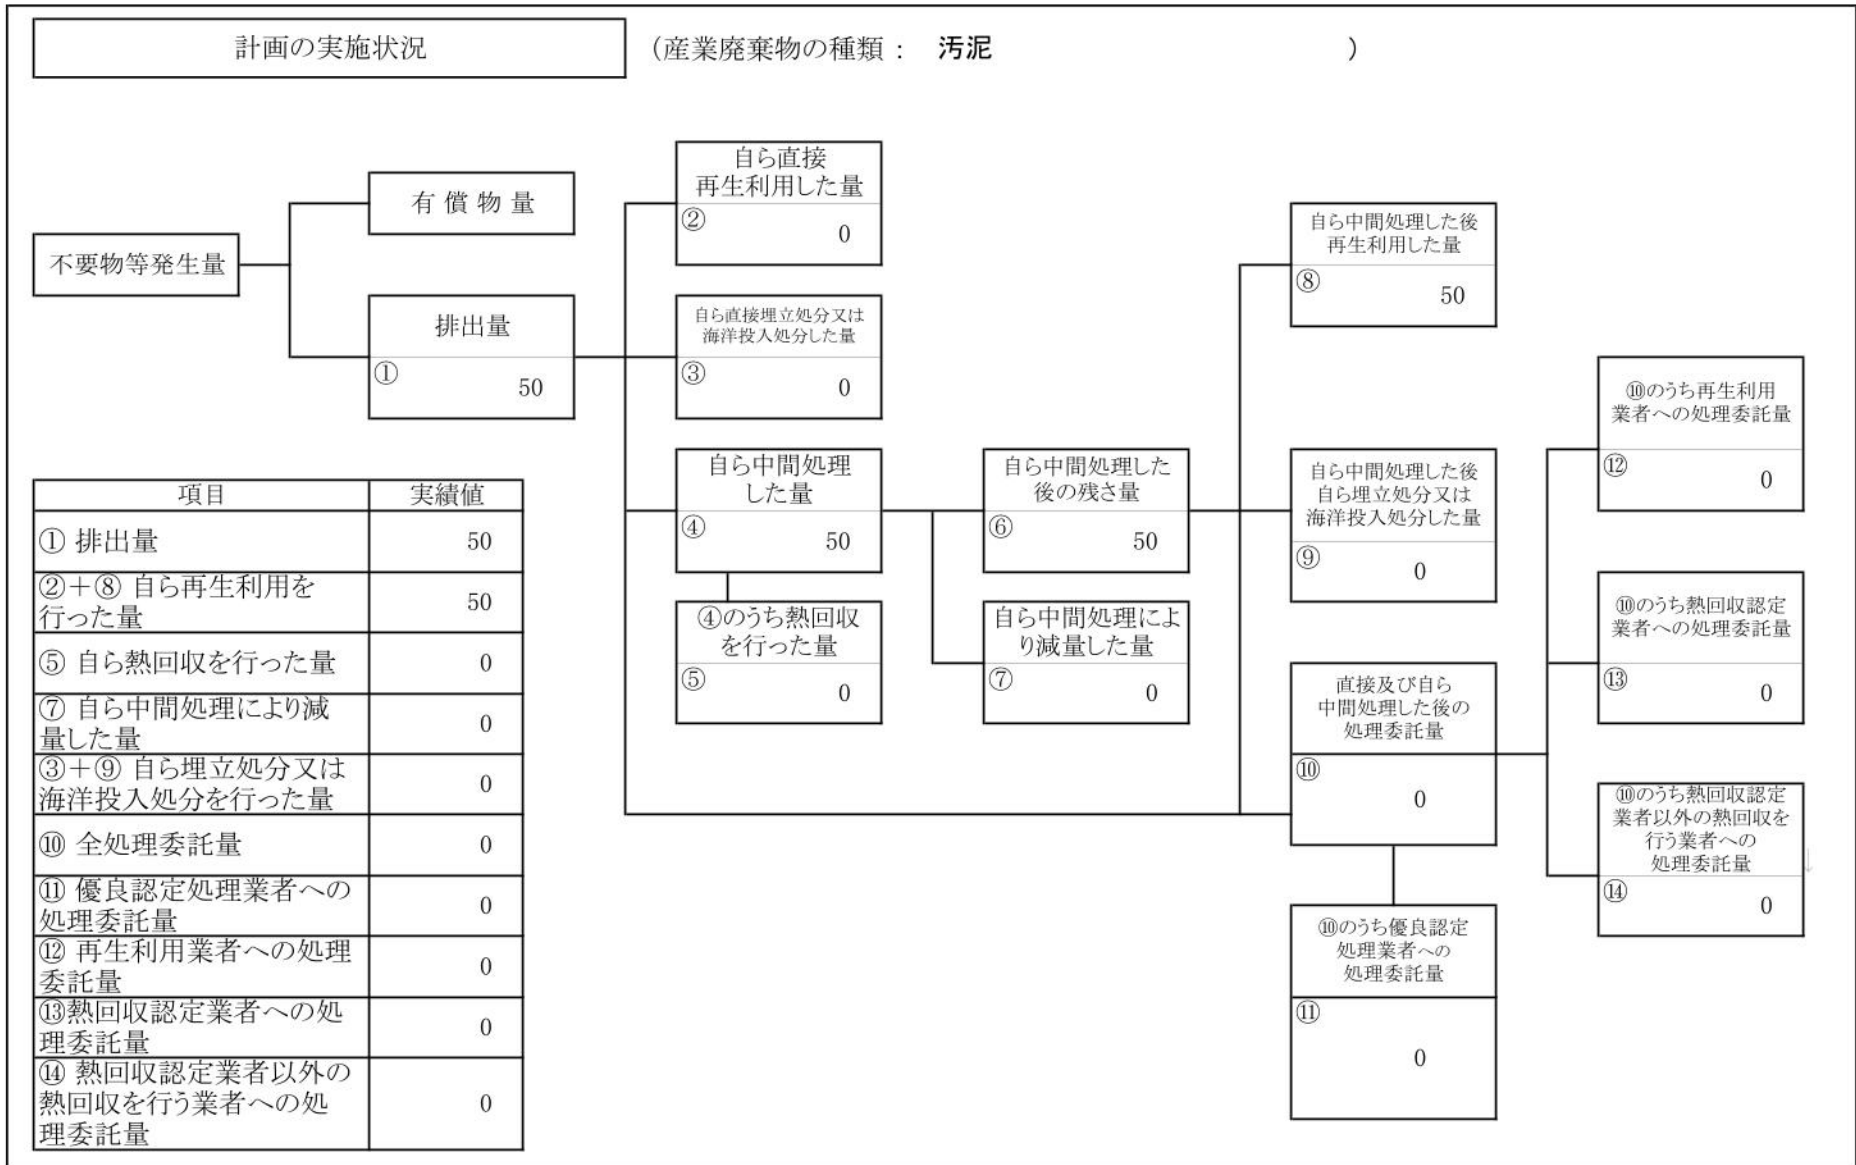 計画の実施状況
(産業廃棄物の種類： 汚泥 )
不要物等発生量
有 償 物 量
排出量
①
50
自ら直接
再生利用した量
②
0
自ら直接埋立処分又は
海洋投入処分した量
③
0
自ら中間処理
した量
④
50
④のうち熱回収
を行った量
⑤
0
自ら中間処理した
後の残さ量
⑥
50
自ら中間処理によ
り減量した量
⑦
0
自ら中間処理した後
再生利用した量
⑧
50
自ら中間処理した後
自ら埋立処分又は
海洋投入処分した量
⑨
0
直接及び自ら
中間処理した後の
処理委託量
⑩
0
⑩のうち優良認定
処理業者への
処理委託量
⑪
0
⑩のうち再生利用
業者への処理委託量
⑫
0
⑩のうち熱回収認定
業者への処理委託量
⑬
0
⑩のうち熱回収認定
業者以外の熱回収を
行う業者への
処理委託量
⑭
0
↓
項目 実績値
① 排出量 50
②＋⑧ 自ら再生利用を
行った量 50
⑤ 自ら熱回収を行った量 0
⑦ 自ら中間処理により減
量した量 0
③＋⑨ 自ら埋立処分又は
海洋投入処分を行った量 0
⑩ 全処理委託量 0
⑪ 優良認定処理業者への
処理委託量 0
⑫ 再生利用業者への処理
委託量 0
⑬熱回収認定業者への処
理委託量 0
⑭ 熱回収認定業者以外の
熱回収を行う業者への処
理委託量 0